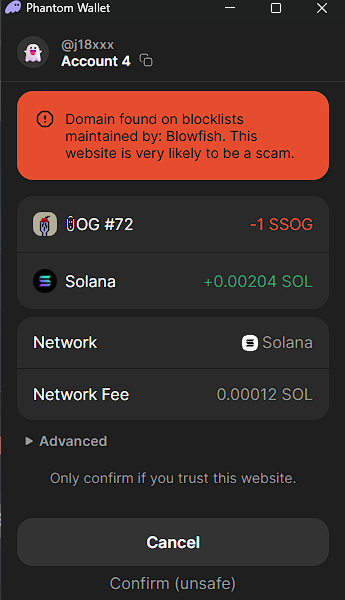 Phantom Wallet
@j18xxx
Account 4
Domain found on blocklists
maintained by: Blowfish. This
website is very likely to be a scam.
OG #72
-1 SSOG
Solana
+0.00204 SOL
Network
Solana
Network Fee
0.00012 SOL
Advanced
Only confirm if you trust this website.
Cancel
Confirm (unsafe)